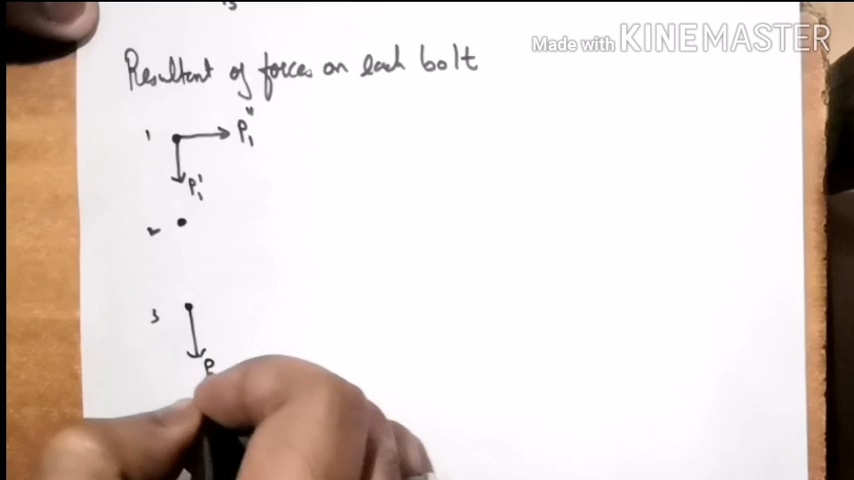 Made with KINEMASTER
Resultant of forces on each bolt
1 P₁"
P₁'
2
3
P